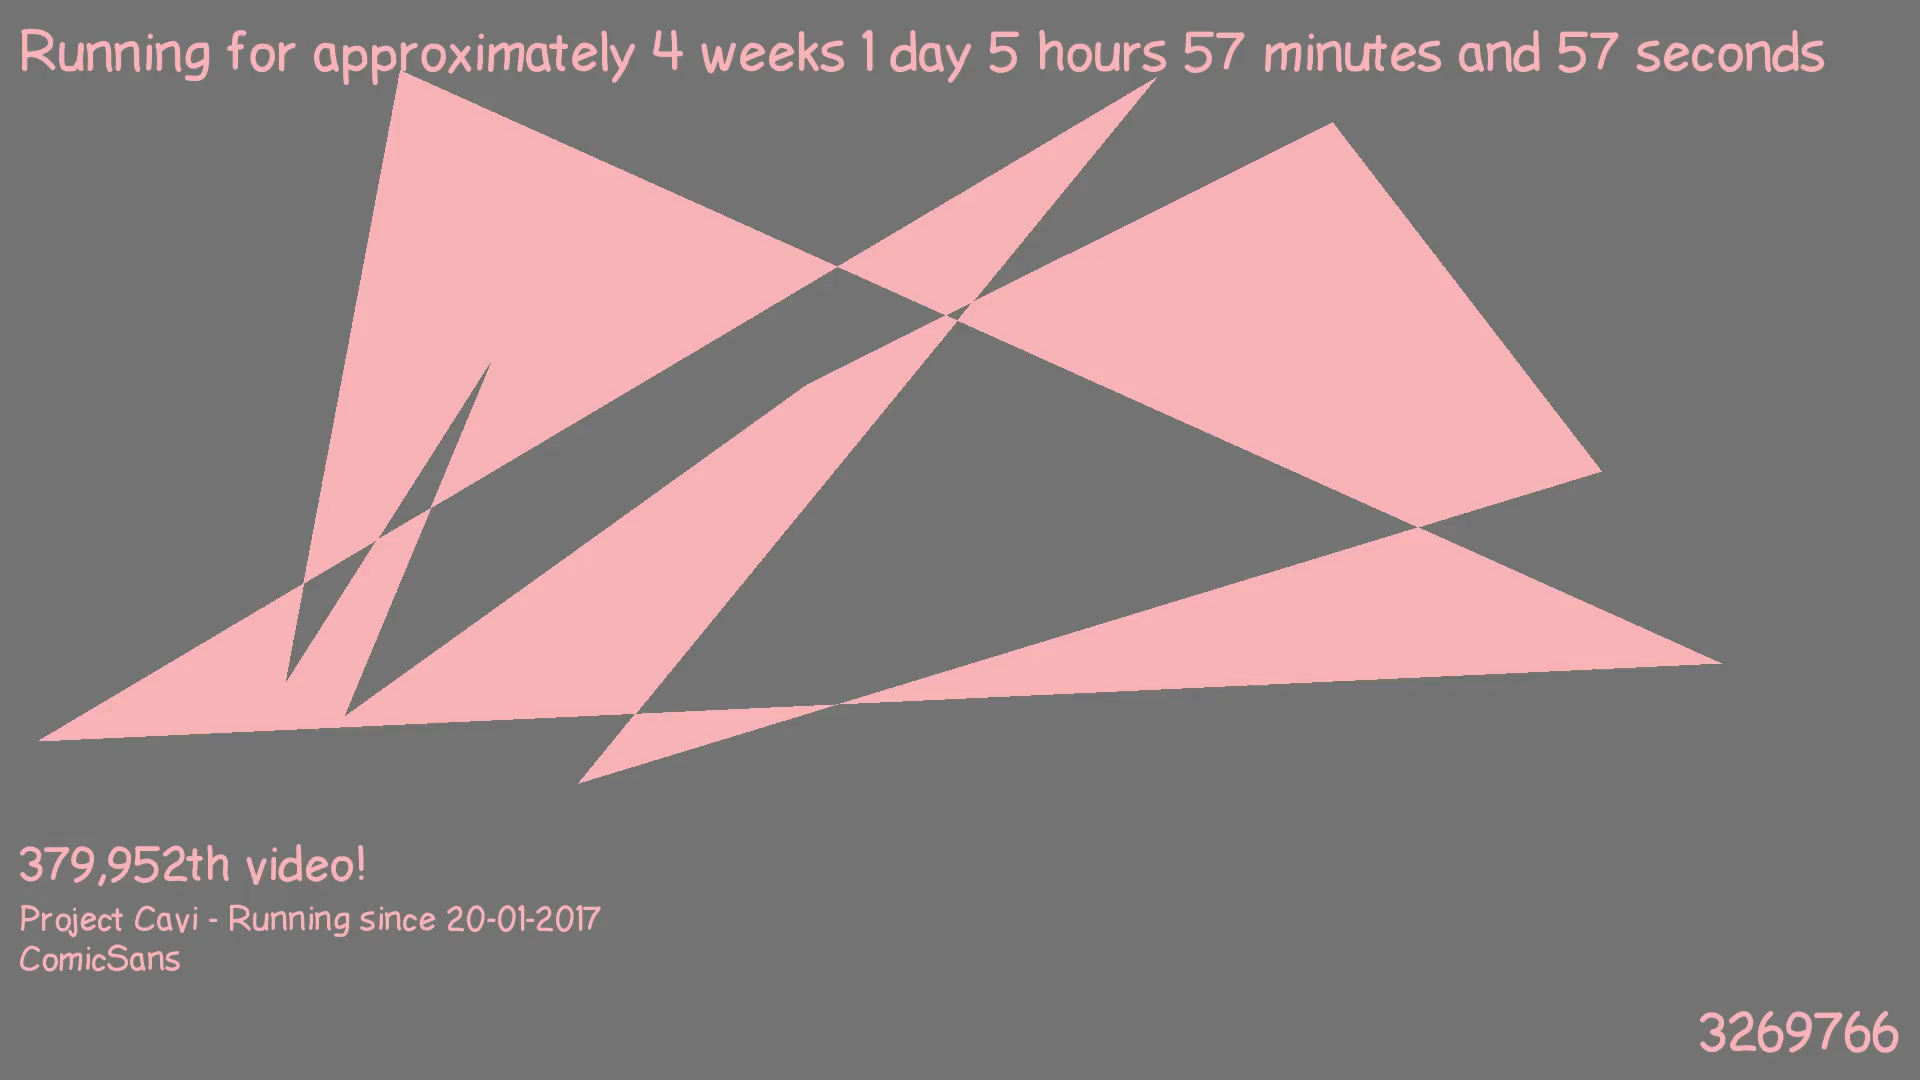 Running for approximately 4 weeks 1 day 5 hours 57 minutes and 57 seconds
379,952th video!
Project Cavi - Running since 20-01-2017
ComicSans
3269766